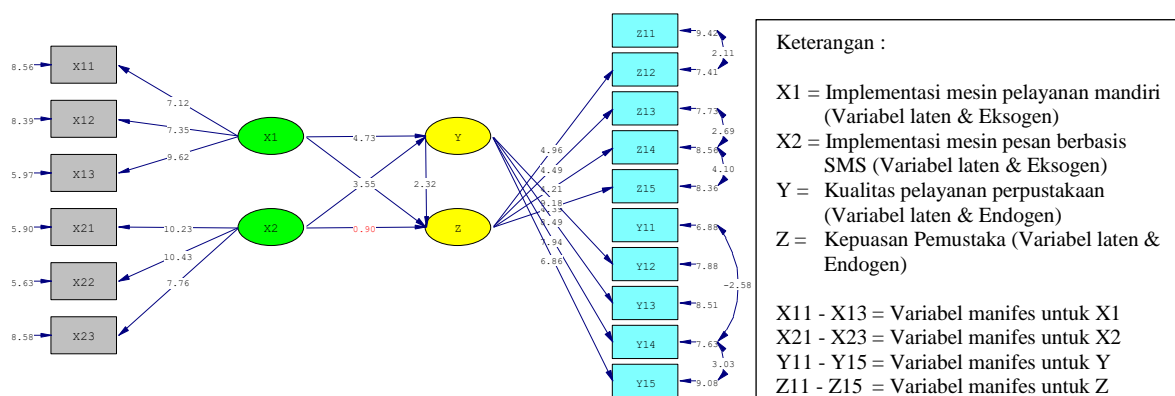 8.56
X11
8.39
X12
5.97
X13
5.90
X21
5.63
X22
8.58
X23
7.12
7.35
9.62
10.23
10.43
7.76
X1
X2
4.73
3.55
0.90
2.32
Y
Z
4.96
4.49
4.21
7.94
6.86
Z11
Z12
Z13
Z14
Z15
Y11
Y12
Y13
Y14
Y15
9.42
2.11
7.41
7.73
2.69
8.56
4.10
8.36
6.88
7.88
-2.58
8.51
7.63
3.03
9.08
Keterangan :
X1 = Implementasi mesin pelayanan mandiri
(Variabel laten & Eksogen)
X2 = Implementasi mesin pesan berbasis
SMS (Variabel laten & Eksogen)
Y = Kualitas pelayanan perpustakaan
(Variabel laten & Endogen)
Z = Kepuasan Pemustaka (Variabel laten &
Endogen)
X11 - X13 = Variabel manifes untuk X1
X21 - X23 = Variabel manifes untuk X2
Y11 - Y15 = Variabel manifes untuk Y
Z11 - Z15 = Variabel manifes untuk Z